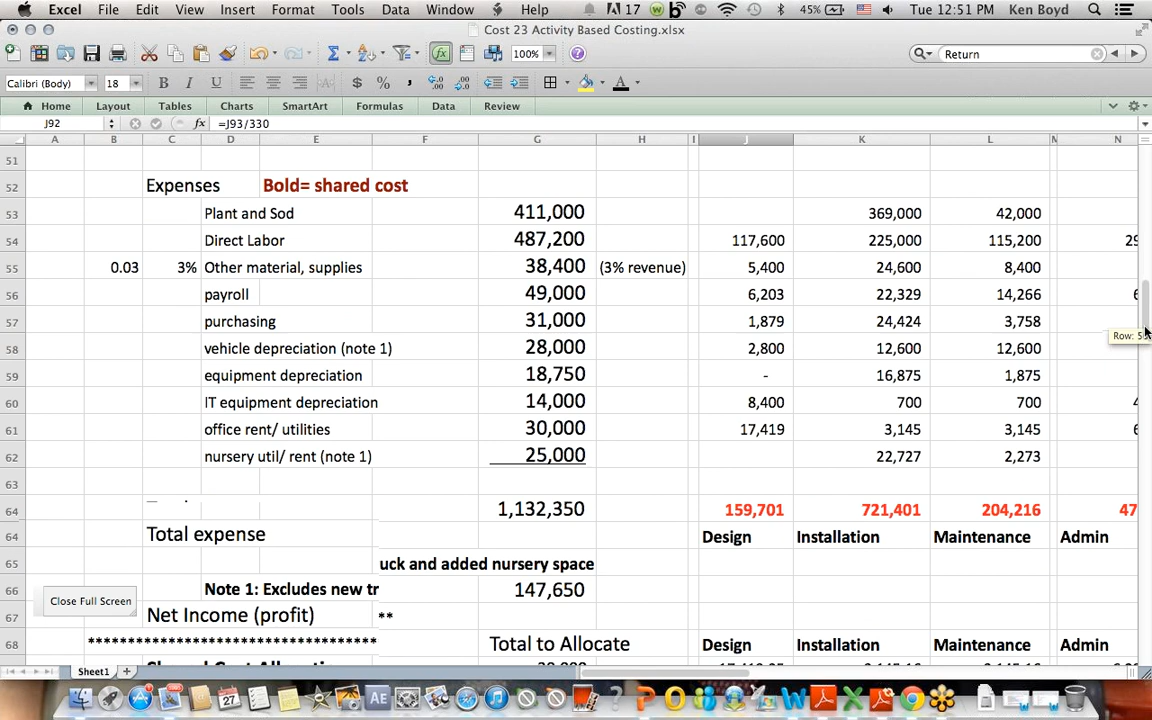 Excel File Edit View Insert Format Tools Data Window Help 17 45% Tue 12:51 PM Ken Boyd
Cost 23 Activity Based Costing.xlsx
100% Return
Calibri (Body) 18 B I U $ % A
Home Layout Tables Charts SmartArt Formulas Data Review
J92 fx =J93/330
A B C D E F G H I J K L M N
51
52 Expenses Bold= shared cost
53 Plant and Sod 411,000 369,000 42,000
54 Direct Labor 487,200 117,600 225,000 115,200 29
55 0.03 3% Other material, supplies 38,400 (3% revenue) 5,400 24,600 8,400
56 payroll 49,000 6,203 22,329 14,266 6
57 purchasing 31,000 1,879 24,424 3,758
Row: 5
58 vehicle depreciation (note 1) 28,000 2,800 12,600 12,600
59 equipment depreciation 18,750 - 16,875 1,875
60 IT equipment depreciation 14,000 8,400 700 700 4
61 office rent/ utilities 30,000 17,419 3,145 3,145 6
62 nursery util/ rent (note 1) 25,000 22,727 2,273
63
64 1,132,350 159,701 721,401 204,216 47
64 Total expense Design Installation Maintenance Admin
65 uck and added nursery space
66 Note 1: Excludes new tr 147,650
Close Full Screen
67 Net Income (profit) **
68 ************************************ Total to Allocate Design Installation Maintenance Admin
Sheet1